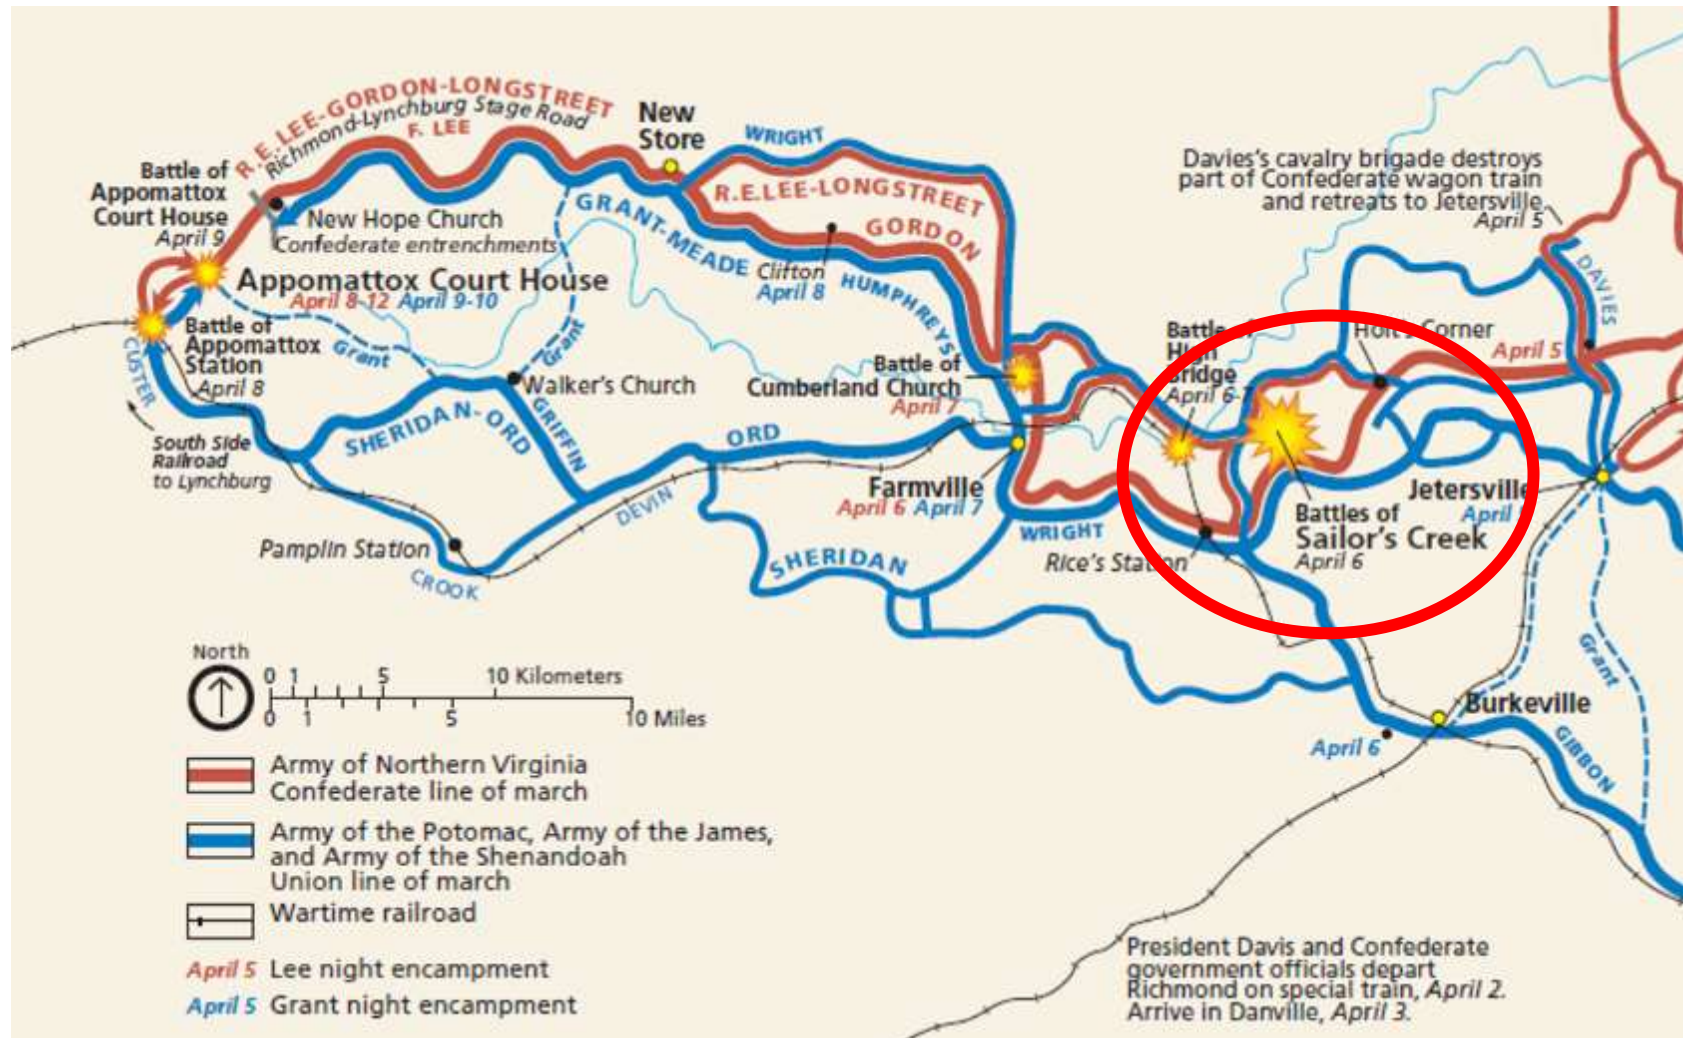 R.E. LEE-GORDON-LONGSTREET
Richmond-Lynchburg Stage Road
F. LEE
New
Store
WRIGHT
Battle of
Appomattox
Court House
April 9
New Hope Church
Confederate entrenchments
R.E.LEE-LONGSTREET
GORDON
GRANT-MEADE
Clifton
April 8
HUMPHREYS
Davies's cavalry brigade destroys
part of Confederate wagon train
and retreats to Jetersville
April 5
DAVIES
Appomattox Court House
April 8-12 April 9-10
Battle of
Appomattox
Station
April 8
CUSTER
Grant
Grant
Walker's Church
Battle of
Cumberland Church
April 7
Battle of
High
Bridge
April 6-7
Holt's Corner
April 5
South Side
Railroad
to Lynchburg
SHERIDAN-ORD
GRIFFIN
ORD
DEVIN
Farmville
April 6 April 7
WRIGHT
Rice's Station
Battles of
Sailor's Creek
April 6
Jetersville
April
Pamplin Station
CROOK
SHERIDAN
Grant
Burkeville
April 6
GIBBON
North
0 1 5 10 Kilometers
0 1 5 10 Miles
Army of Northern Virginia
Confederate line of march
Army of the Potomac, Army of the James,
and Army of the Shenandoah
Union line of march
Wartime railroad
April 5 Lee night encampment
April 5 Grant night encampment
President Davis and Confederate
government officials depart
Richmond on special train, April 2.
Arrive in Danville, April 3.